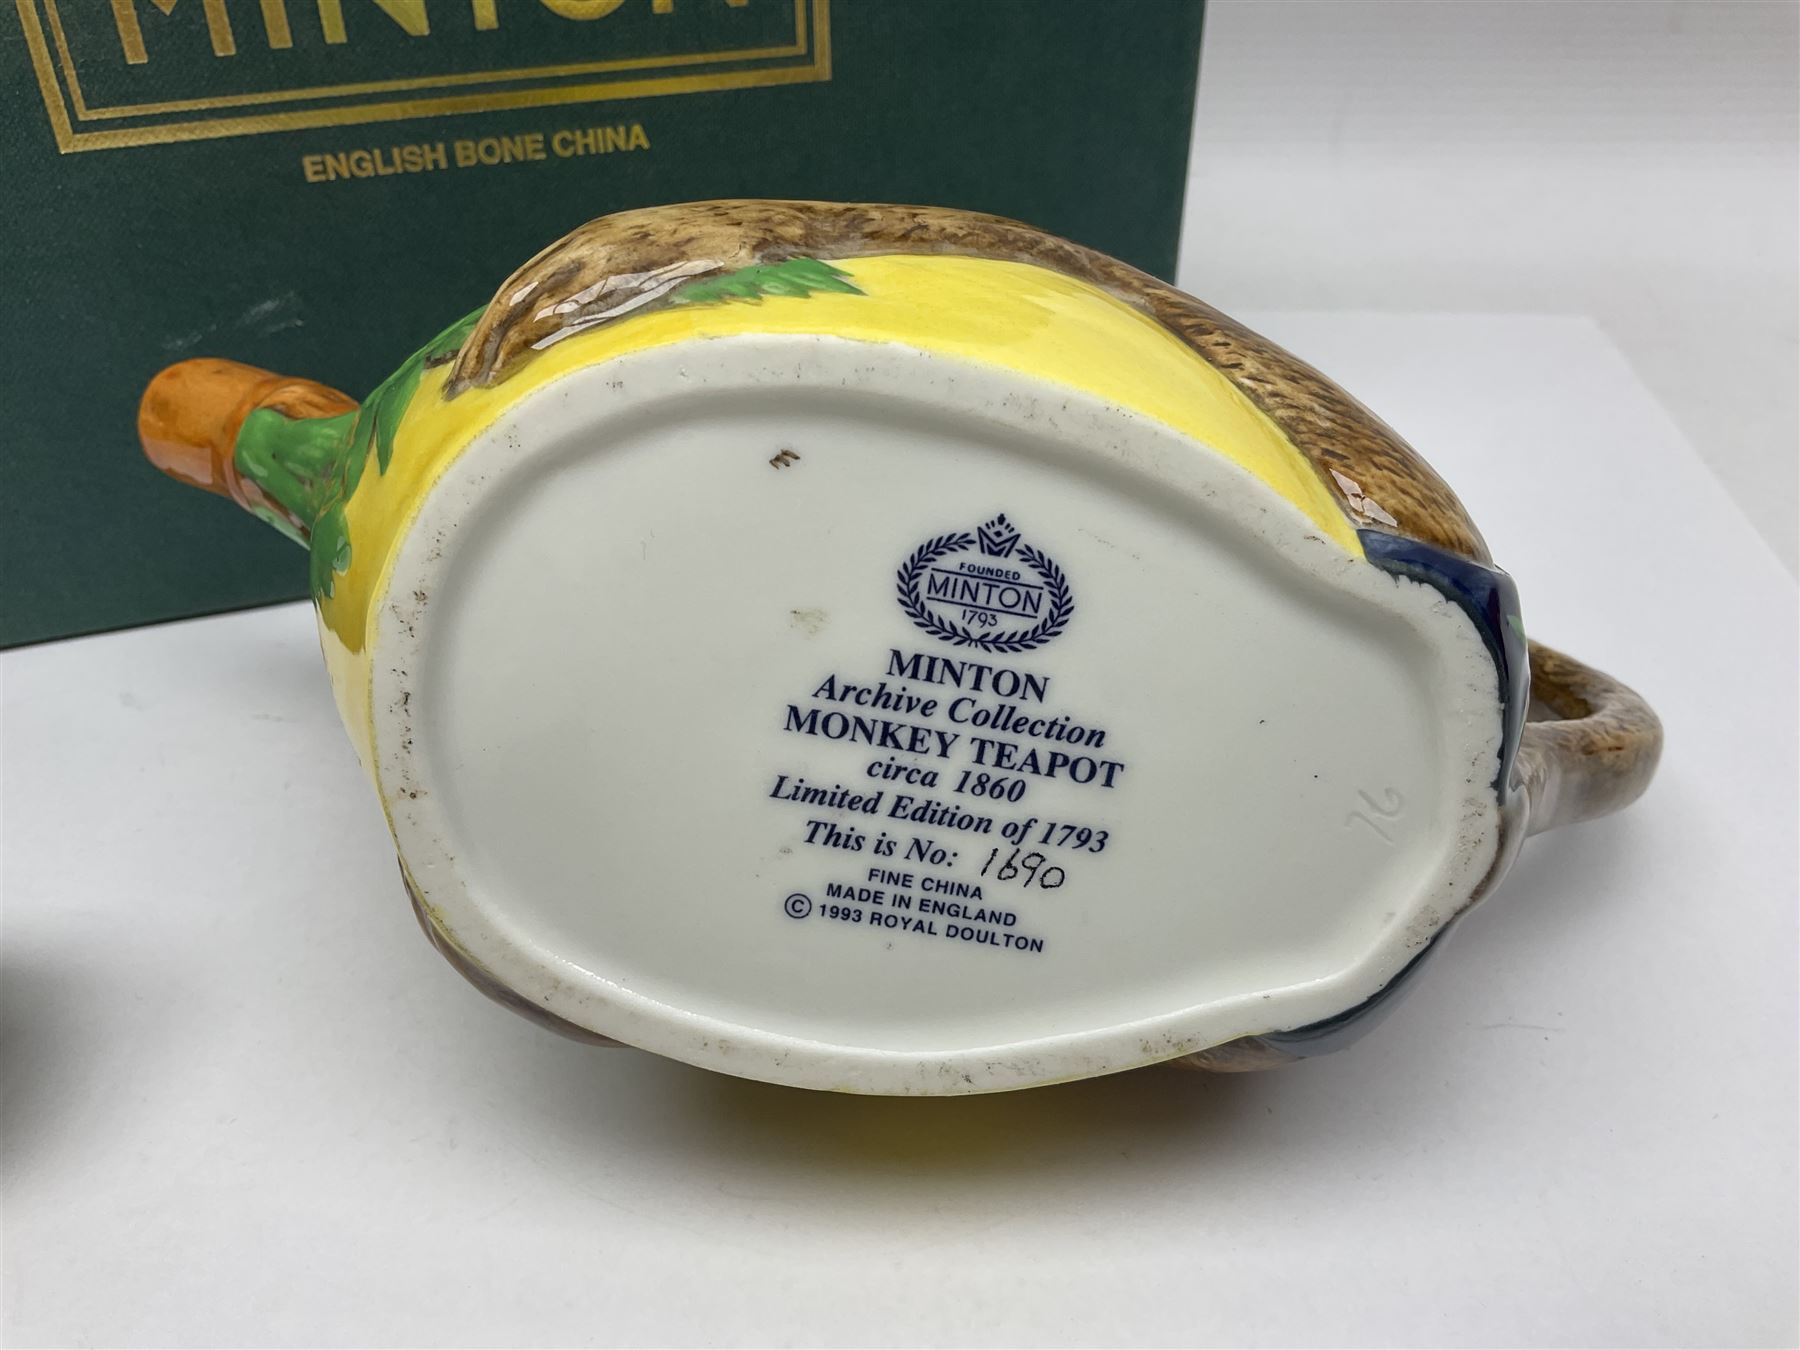 MINTON
ENGLISH BONE CHINA
FOUNDED
MINTON
1793
MINTON
Archive Collection
MONKEY TEAPOT
circa 1860
Limited Edition of 1793
This is No: 1690
FINE CHINA
MADE IN ENGLAND
© 1993 ROYAL DOULTON